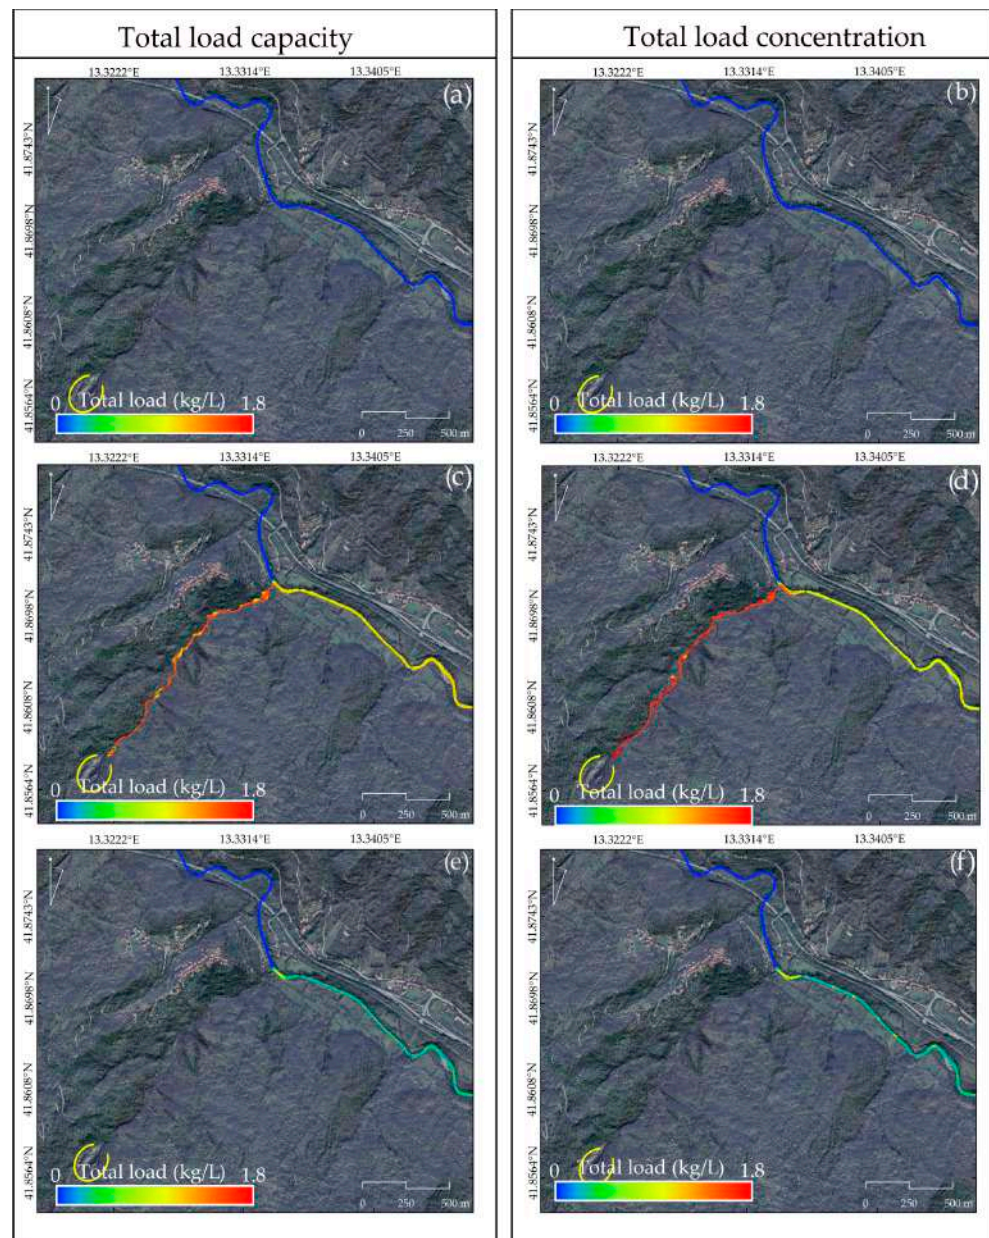 Total load capacity
Total load concentration
13.3222°E 13.3314°E 13.3405°E
13.3222°E 13.3314°E 13.3405°E
(a)
(b)
41.8743°N
41.8743°N
41.8698°N
41.8698°N
41.8608°N
41.8608°N
41.8564°N
41.8564°N
0 Total load (kg/L) 1.8
0 250 500 m
0 Total load (kg/L) 1.8
0 250 500 m
13.3222°E 13.3314°E 13.3405°E
13.3222°E 13.3314°E 13.3405°E
(c)
(d)
41.8743°N
41.8743°N
41.8698°N
41.8698°N
41.8608°N
41.8608°N
41.8564°N
41.8564°N
0 Total load (kg/L) 1.8
0 250 500 m
0 Total load (kg/L) 1.8
0 250 500 m
13.3222°E 13.3314°E 13.3405°E
13.3222°E 13.3314°E 13.3405°E
(e)
(f)
41.8743°N
41.8743°N
41.8698°N
41.8698°N
41.8608°N
41.8608°N
41.8564°N
41.8564°N
0 Total load (kg/L) 1.8
0 250 500 m
0 Total load (kg/L) 1.8
0 250 500 m